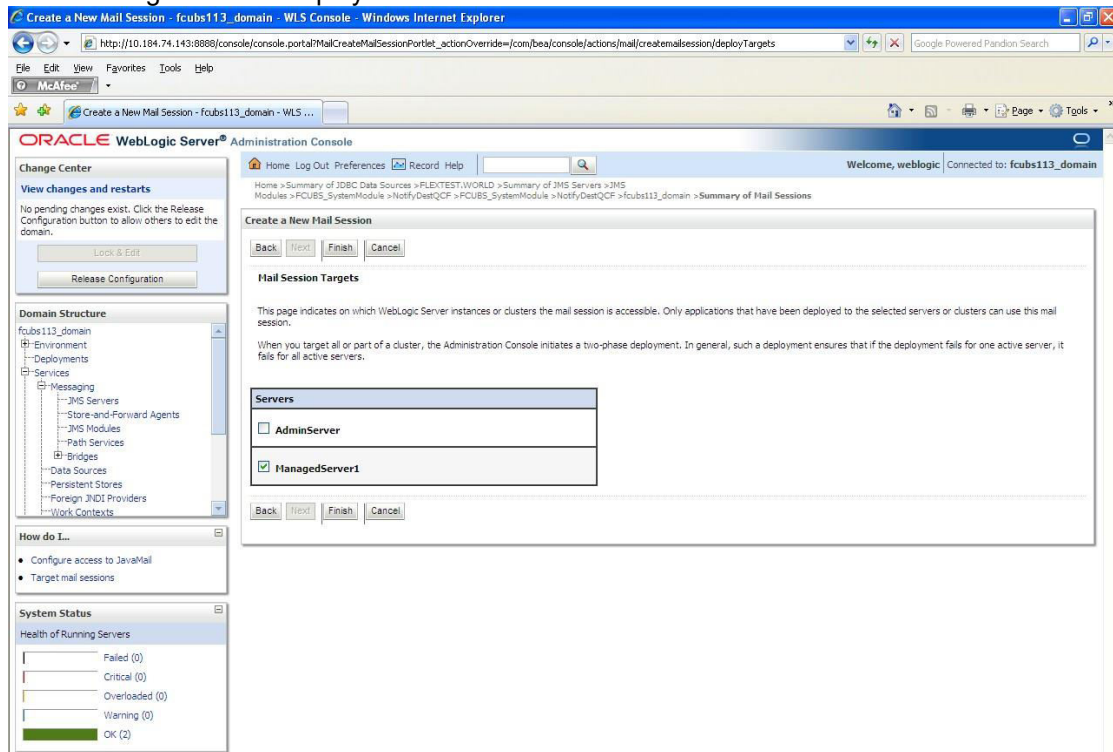 Create a New Mail Session - fcubs113_domain - WLS Console - Windows Internet Explorer
http://10.184.74.143:8888/console/console.portal?MailCreateMailSessionPortlet_actionOverride=/com/bea/console/actions/mail/createmailsession/deployTargets
Google Powered Pandion Search
File Edit View Favorites Tools Help
McAfee
Create a New Mail Session - fcubs113_domain - WLS ...
Page Tools
ORACLE WebLogic Server® Administration Console
Change Center
View changes and restarts
No pending changes exist. Click the Release
Configuration button to allow others to edit the
domain.
Lock & Edit
Release Configuration
Domain Structure
fcubs113_domain
Environment
Deployments
Services
Messaging
JMS Servers
Store-and-Forward Agents
JMS Modules
Path Services
Bridges
Data Sources
Persistent Stores
Foreign JNDI Providers
Work Contexts
How do I...
Configure access to JavaMail
Target mail sessions
System Status
Health of Running Servers
Failed (0)
Critical (0)
Overloaded (0)
Warning (0)
OK (2)
Home Log Out Preferences Record Help
Welcome, weblogic Connected to: fcubs113_domain
Home >Summary of JDBC Data Sources >FLEXTEST.WORLD >Summary of JMS Servers >JMS
Modules >FCUBS_SystemModule >NotifyDestQCF >FCUBS_SystemModule >NotifyDestQCF >fcubs113_domain >Summary of Mail Sessions
Create a New Mail Session
Back Next Finish Cancel
Mail Session Targets
This page indicates on which WebLogic Server instances or clusters the mail session is accessible. Only applications that have been deployed to the selected servers or clusters can use this mail
session.
When you target all or part of a cluster, the Administration Console initiates a two-phase deployment. In general, such a deployment ensures that if the deployment fails for one active server, it
fails for all active servers.
Servers
AdminServer
ManagedServer1
Back Next Finish Cancel